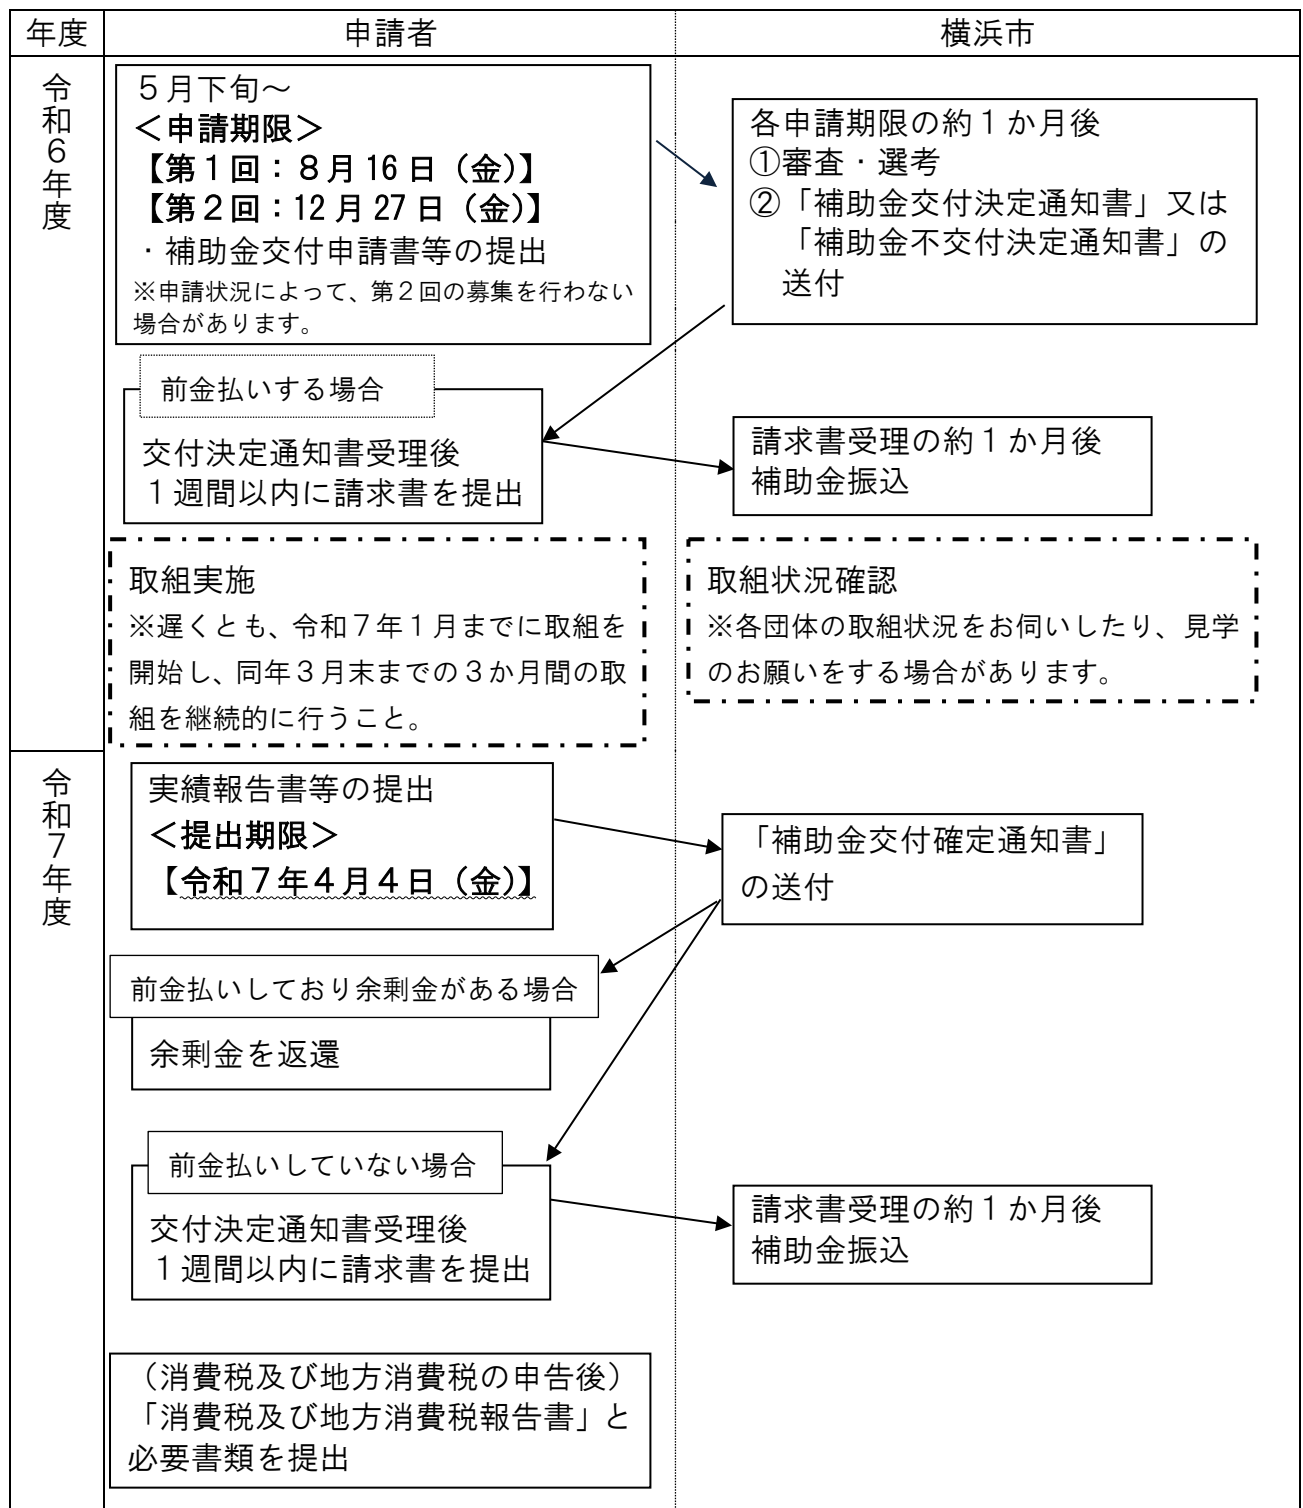 年度
申請者
横浜市
令和６年度
５月下旬～
＜申請期限＞
【第１回：８月16日（金）】
【第２回：12月27日（金）】
・補助金交付申請書等の提出
※申請状況によって、第２回の募集を行わない
場合があります。
各申請期限の約１か月後
①審査・選考
②「補助金交付決定通知書」又は
「補助金不交付決定通知書」の
送付
前金払いする場合
交付決定通知書受理後
１週間以内に請求書を提出
請求書受理の約１か月後
補助金振込
取組実施
※遅くとも、令和７年１月までに取組を
開始し、同年３月末までの３か月間の取
組を継続的に行うこと。
取組状況確認
※各団体の取組状況をお伺いしたり、見学
のお願いをする場合があります。
令和７年度
実績報告書等の提出
＜提出期限＞
【令和７年４月４日（金）】
「補助金交付確定通知書」
の送付
前金払いしており余剰金がある場合
余剰金を返還
前金払いしていない場合
交付決定通知書受理後
１週間以内に請求書を提出
請求書受理の約１か月後
補助金振込
（消費税及び地方消費税の申告後）
「消費税及び地方消費税報告書」と
必要書類を提出